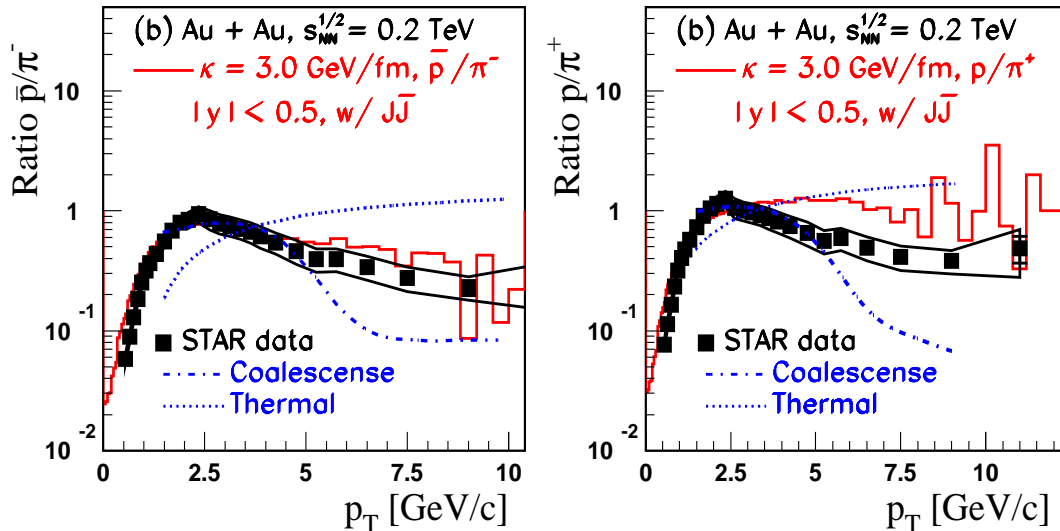 (b) Au + Au, s_NN^1/2 = 0.2 TeV
κ = 3.0 GeV/fm, p̅/π⁻
|y| < 0.5, w/ JJ̅
Ratio p̅/π⁻
10
1
10⁻¹
10⁻²
STAR data
Coalescense
Thermal
0
2.5
5
7.5
10
p_T [GeV/c]
(b) Au + Au, s_NN^1/2 = 0.2 TeV
κ = 3.0 GeV/fm, p/π⁺
|y| < 0.5, w/ JJ̅
Ratio p/π⁺
10
1
10⁻¹
10⁻²
STAR data
Coalescense
Thermal
0
2.5
5
7.5
10
p_T [GeV/c]